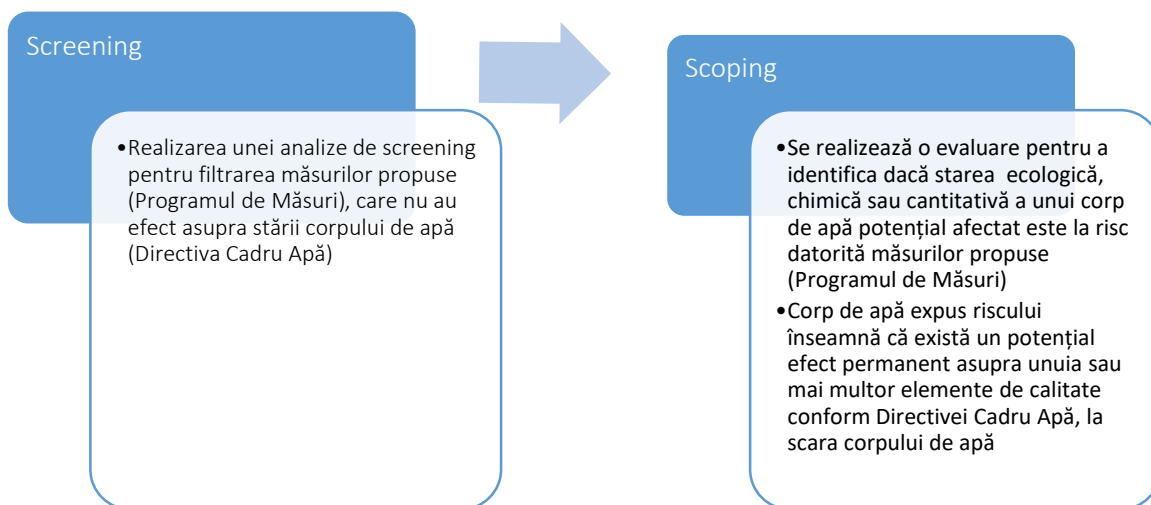 Screening
•Realizarea unei analize de screening
pentru filtrarea măsurilor propuse
(Programul de Măsuri), care nu au
efect asupra stării corpului de apă
(Directiva Cadru Apă)
Scoping
•Se realizează o evaluare pentru a
identifica dacă starea ecologică,
chimică sau cantitativă a unui corp
de apă potențial afectat este la risc
datorită măsurilor propuse
(Programul de Măsuri)
•Corp de apă expus riscului
înseamnă că există un potențial
efect permanent asupra unuia sau
mai multor elemente de calitate
conform Directivei Cadru Apă, la
scara corpului de apă